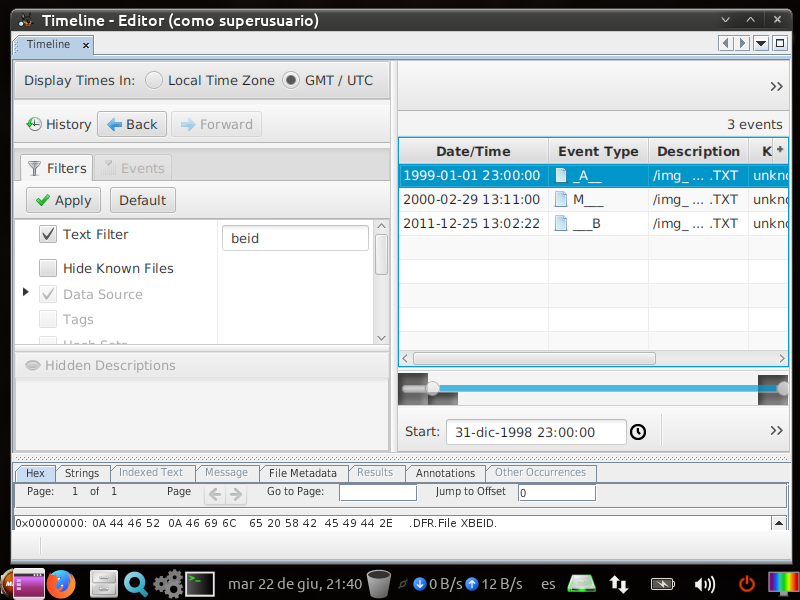 Timeline - Editor (como superusuario)
Timeline x
Display Times In: Local Time Zone GMT / UTC
History Back Forward
3 events
Filters Events
Date/Time Event Type Description K +
Apply Default
1999-01-01 23:00:00 _A__ /img_ ... .TXT unkno
2000-02-29 13:11:00 M___ /img_ ... .TXT unkno
2011-12-25 13:02:22 ___B /img_ ... .TXT unkno
Text Filter beid
Hide Known Files
Data Source
Tags
Hash Sets
Hidden Descriptions
Start: 31-dic-1998 23:00:00
Hex Strings Indexed Text Message File Metadata Results Annotations Other Occurrences
Page: 1 of 1 Page Go to Page: Jump to Offset 0
0x00000000: 0A 44 46 52 0A 46 69 6C 65 20 58 42 45 49 44 2E .DFR.File XBEID.
mar 22 de giu, 21:40 0 B/s 12 B/s es